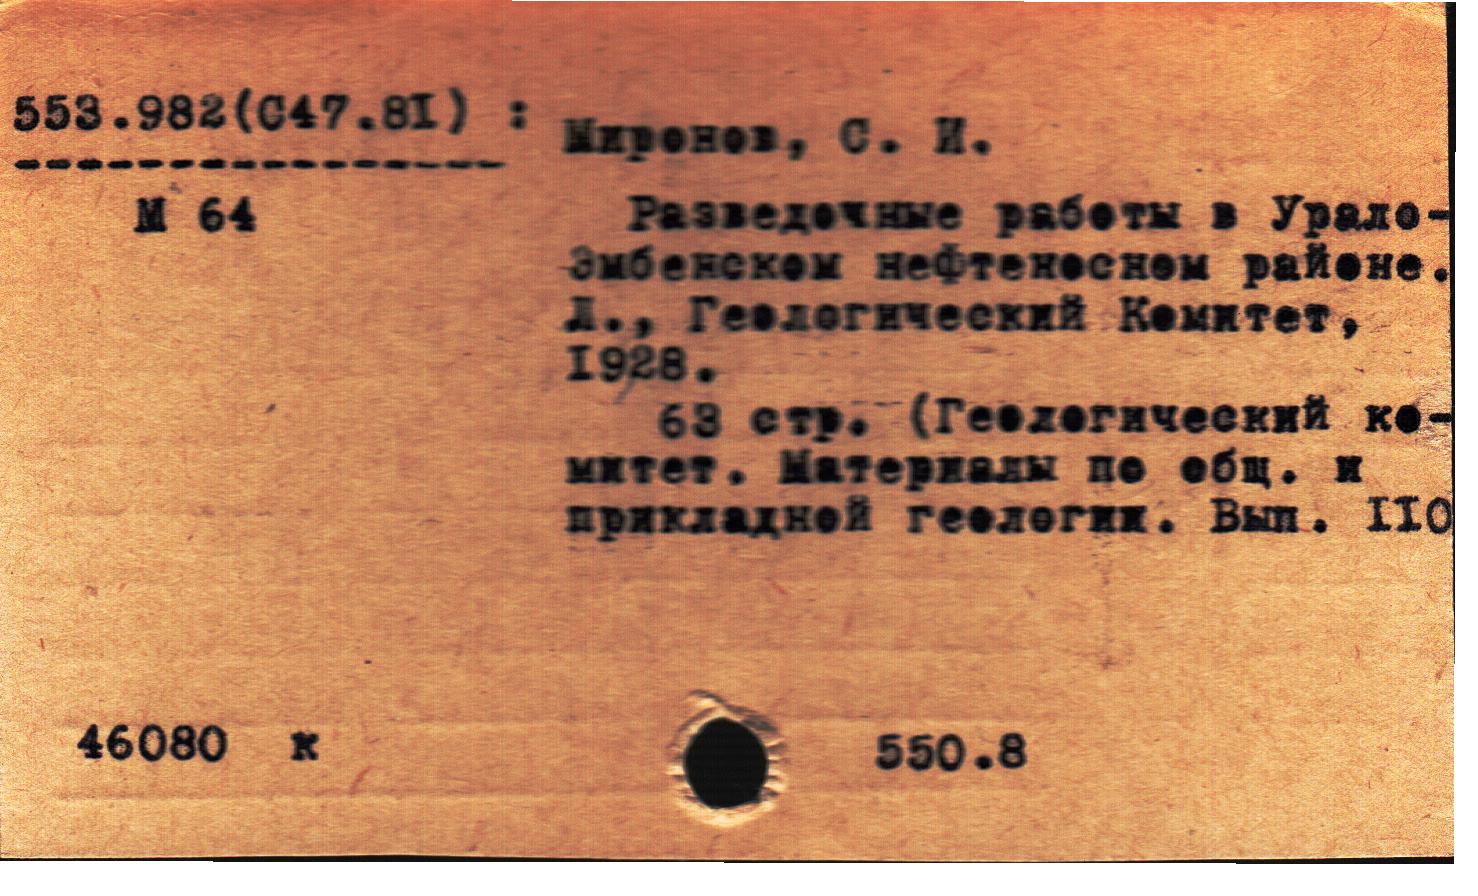 553.982(С47.8I) :
----------------
М 64
Миронов, С. И.
Разведочные работы в Урало-
Эмбенском нефтеносном районе.
Л., Геологический Комитет,
I928.
63 стр. (Геологический ко-
митет. Материалы по общ. и
прикладной геологии. Вып. II0
46080 к
550.8